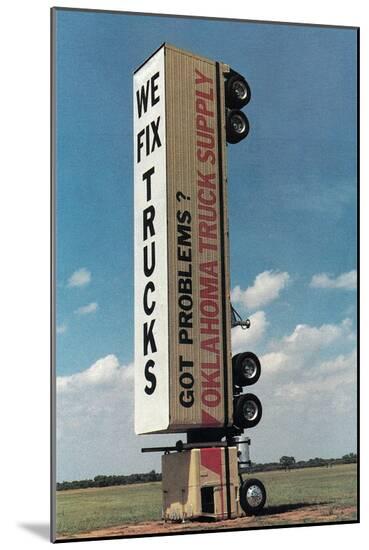 WE FIX TRUCKS
GOT PROBLEMS?
OKLAHOMA TRUCK SUPPLY